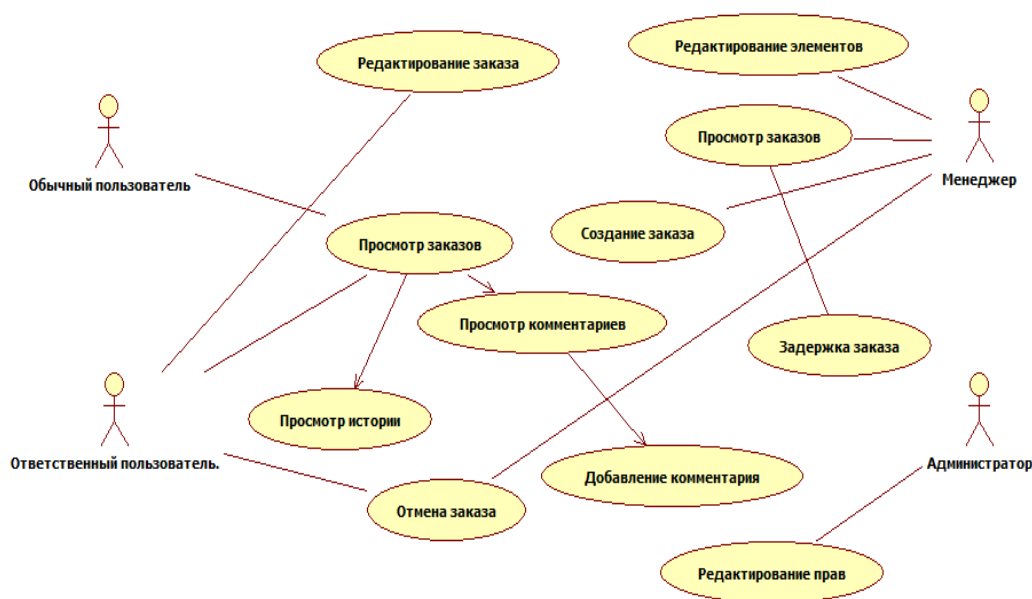 Редактирование элементов
Редактирование заказа
Просмотр заказов
Менеджер
Обычный пользователь
Создание заказа
Просмотр заказов
Просмотр комментариев
Задержка заказа
Просмотр истории
Ответственный пользователь.
Администратор
Добавление комментария
Отмена заказа
Редактирование прав